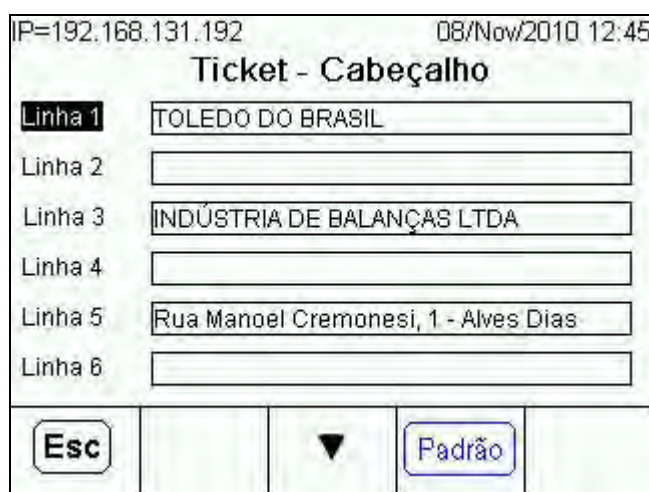 IP=192.168.131.192 08/Nov/2010 12:45
Ticket - Cabeçalho
Linha 1 TOLEDO DO BRASIL
Linha 2
Linha 3 INDÚSTRIA DE BALANÇAS LTDA
Linha 4
Linha 5 Rua Manoel Cremonesi, 1 - Alves Dias
Linha 6
Esc ▼ Padrão